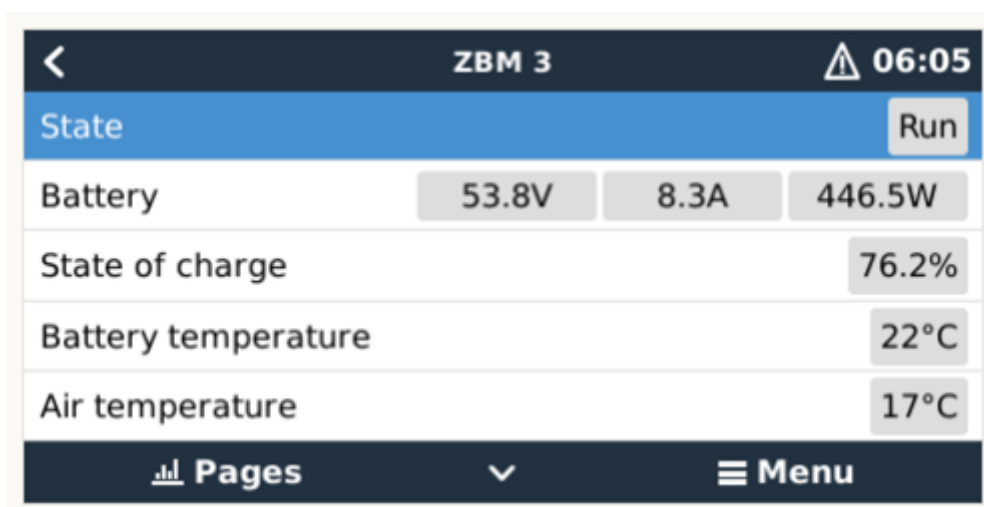 ZBM 3 06:05
State Run
Battery 53.8V 8.3A 446.5W
State of charge 76.2%
Battery temperature 22°C
Air temperature 17°C
Pages Menu